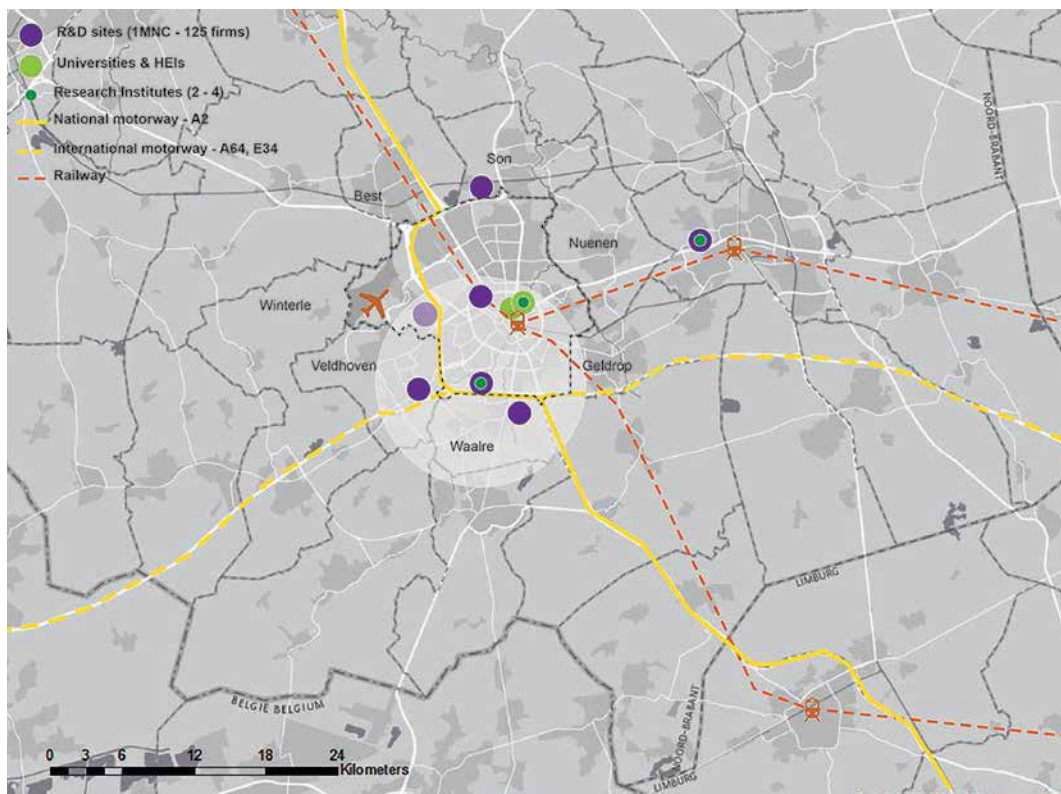 R&D sites (1MNC - 125 firms)
Universities & HEIs
Research Institutes (2 - 4)
National motorway - A2
International motorway - A64, E34
Railway
Son
Best
NOORD-BRABANT
Nuenen
Winterle
Veldhoven
Geldrop
Waalre
LIMBURG
BELGIË BELGIUM
NOORD-BRABANT
LIMBURG
0 3 6 12 18 24
Kilometers